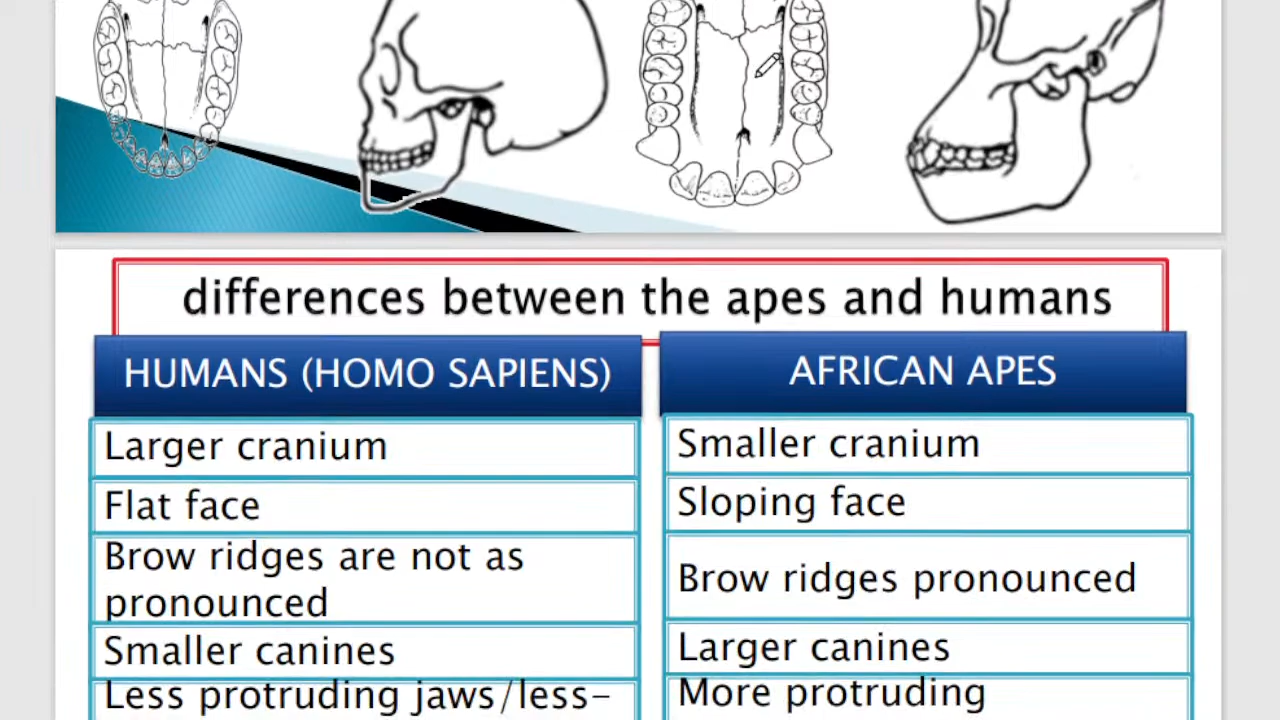 differences between the apes and humans
HUMANS (HOMO SAPIENS)
AFRICAN APES
Larger cranium
Smaller cranium
Flat face
Sloping face
Brow ridges are not as
pronounced
Brow ridges pronounced
Smaller canines
Larger canines
Less protruding jaws/less-
More protruding